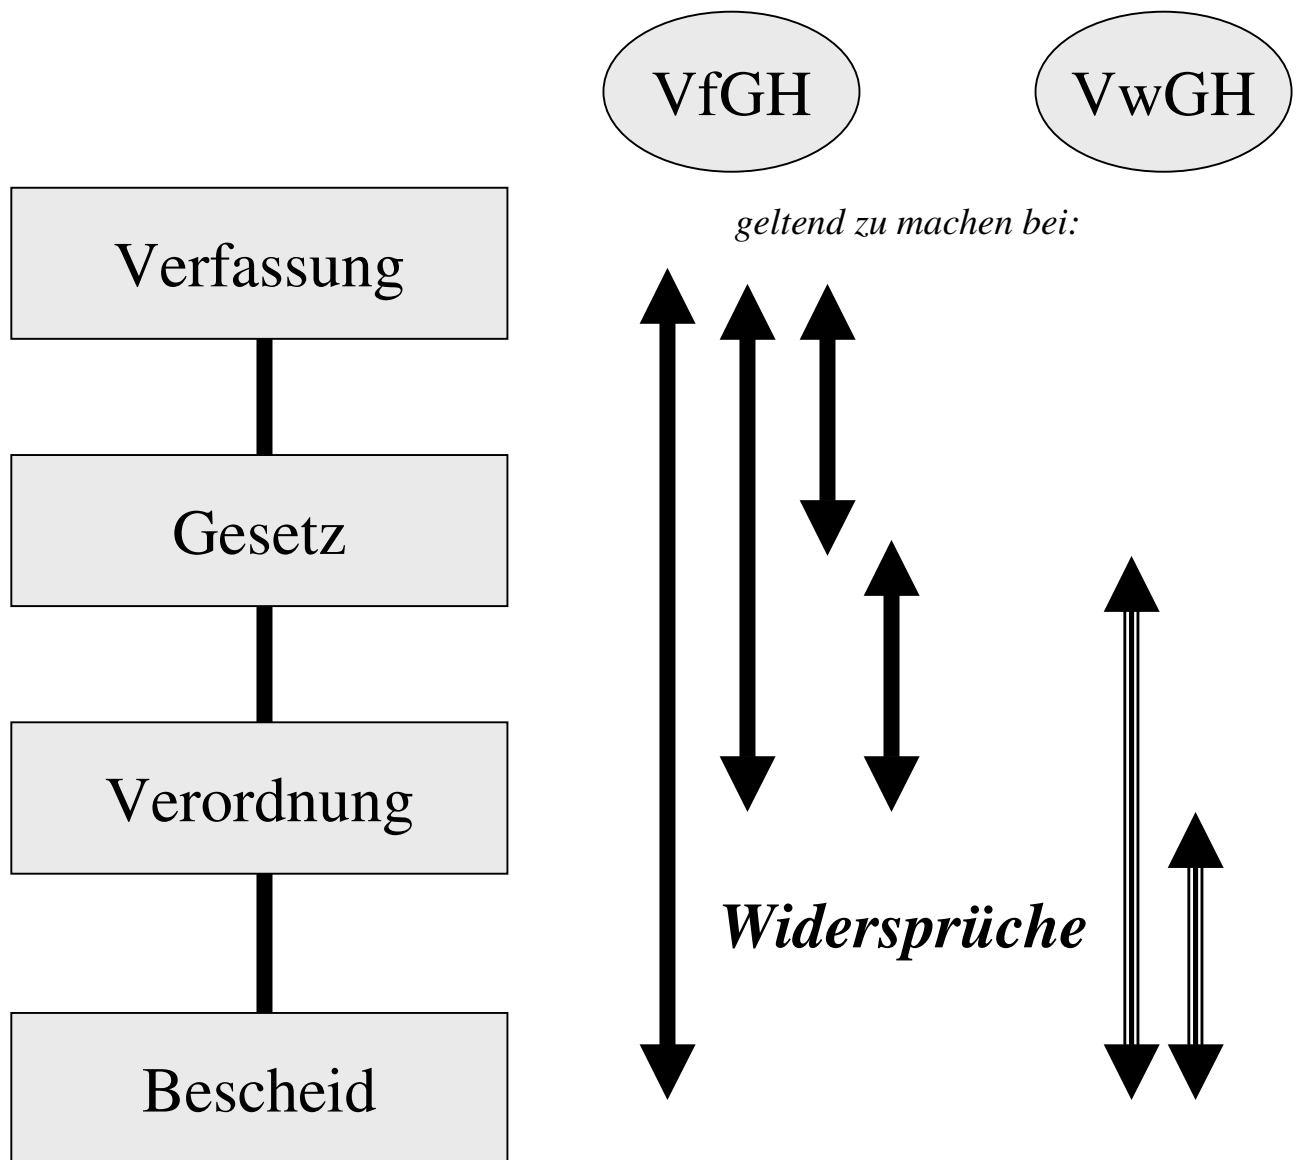 VfGH
VwGH
geltend zu machen bei:
Verfassung
Gesetz
Verordnung
Widersprüche
Bescheid